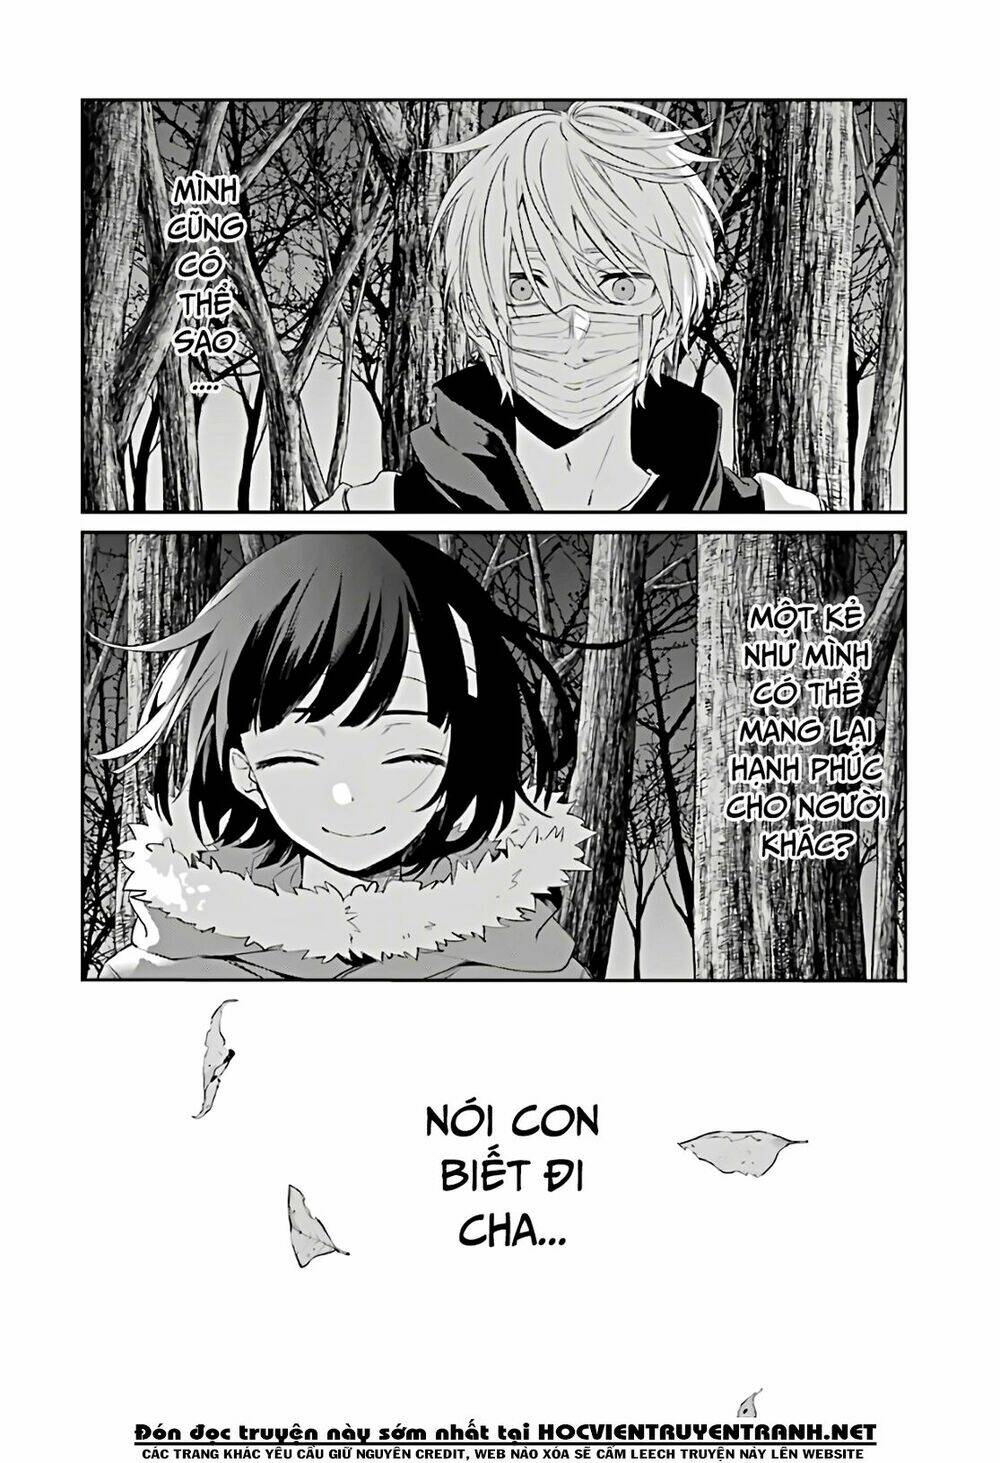 MÌNH
CŨNG
CÓ
THỂ
SAO
....
MỘT KẺ
NHƯ MÌNH
CÓ THỂ
MANG LẠI
HẠNH PHÚC
CHO NGƯỜI
KHÁC?
NÓI CON
BIẾT ĐI
CHA...
Đón đọc truyện này sớm nhất tại HOCVIENTRUYENTRANH.NET
CÁC TRANG KHÁC YÊU CẦU GIỮ NGUYÊN CREDIT, WEB NÀO XÓA SẼ CẤM LEECH TRUYỆN NÀY LÊN WEBSITE